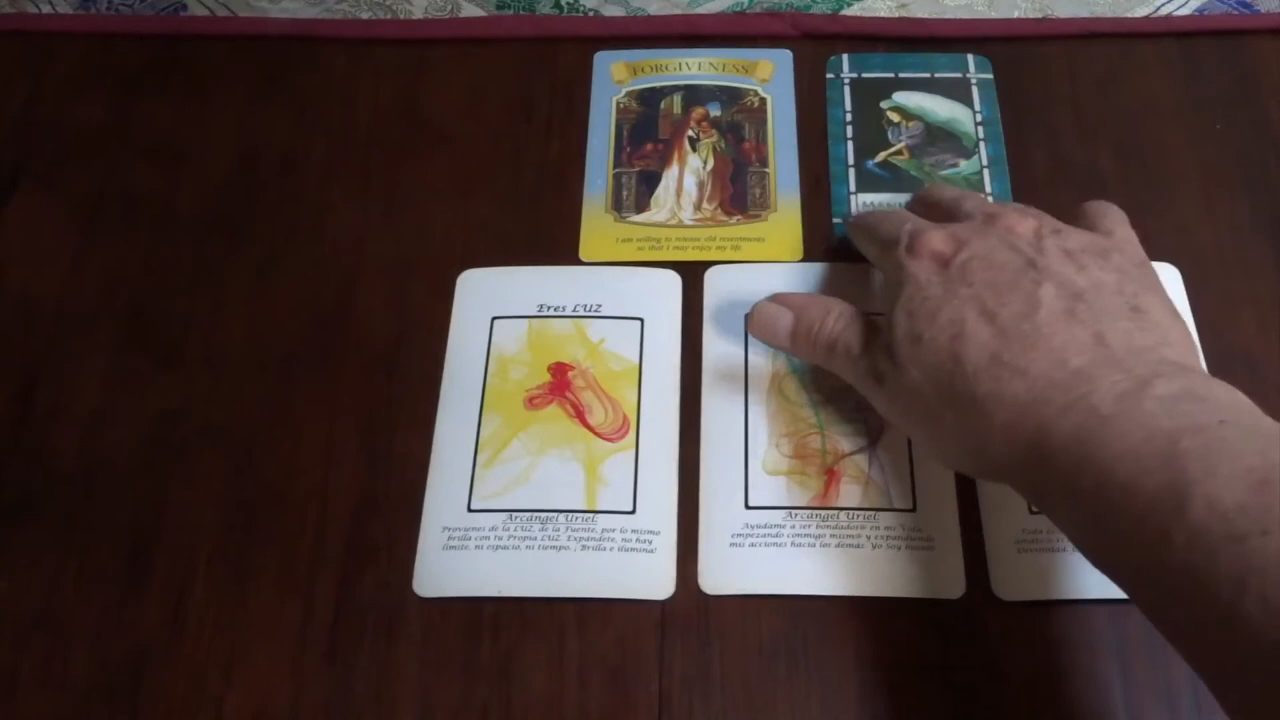 FORGIVENESS
I am willing to release old resentments
so that I may enjoy my life.
Eres LUZ
Arcángel Uriel:
Provienes de la LUZ, de la Fuente, por lo mismo
brilla con tu Propia LUZ. Expándete, no hay
límite, ni espacio, ni tiempo. ¡Brilla e ilumina!
Arcángel Uriel:
Ayúdame a ser bondados@ en mi Vida
empezando conmigo mism@ y expandiendo
mis acciones hacia los demás. Yo Soy